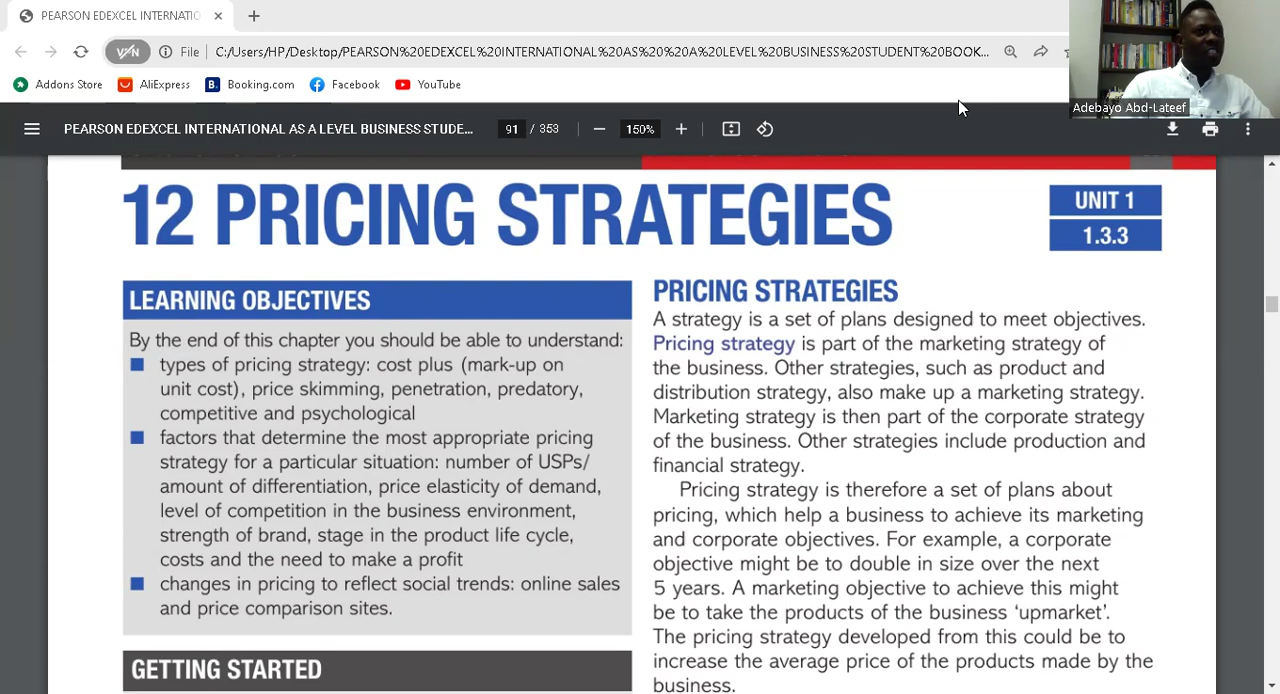 PEARSON EDEXCEL INTERNATIO
File
C:/Users/HP/Desktop/PEARSON%20EDEXCEL%20INTERNATIONAL%20AS%20%20A%20LEVEL%20BUSINESS%20STUDENT%20BOOK...
Addons Store
AliExpress
Booking.com
Facebook
YouTube
Adebayo Abd-Lateef
PEARSON EDEXCEL INTERNATIONAL AS A LEVEL BUSINESS STUDE...
91 / 353
150%
12 PRICING STRATEGIES
UNIT 1
1.3.3
LEARNING OBJECTIVES
By the end of this chapter you should be able to understand:
types of pricing strategy: cost plus (mark-up on
unit cost), price skimming, penetration, predatory,
competitive and psychological
factors that determine the most appropriate pricing
strategy for a particular situation: number of USPs/
amount of differentiation, price elasticity of demand,
level of competition in the business environment,
strength of brand, stage in the product life cycle,
costs and the need to make a profit
changes in pricing to reflect social trends: online sales
and price comparison sites.
GETTING STARTED
PRICING STRATEGIES
A strategy is a set of plans designed to meet objectives.
Pricing strategy is part of the marketing strategy of
the business. Other strategies, such as product and
distribution strategy, also make up a marketing strategy.
Marketing strategy is then part of the corporate strategy
of the business. Other strategies include production and
financial strategy.
Pricing strategy is therefore a set of plans about
pricing, which help a business to achieve its marketing
and corporate objectives. For example, a corporate
objective might be to double in size over the next
5 years. A marketing objective to achieve this might
be to take the products of the business ‘upmarket’.
The pricing strategy developed from this could be to
increase the average price of the products made by the
business.